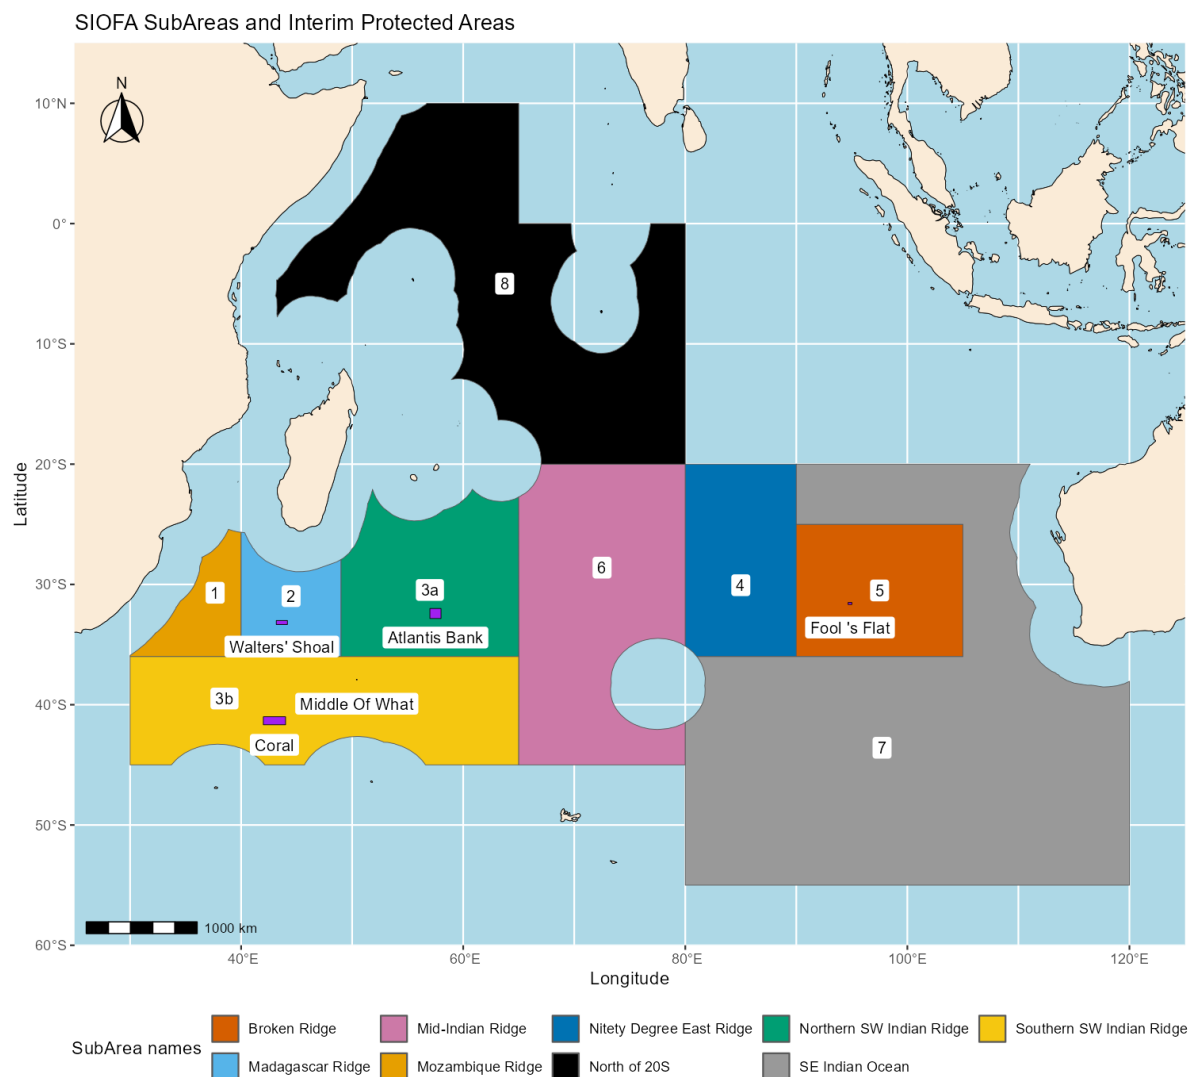 SIOFA SubAreas and Interim Protected Areas
N
10°N
0°
10°S
20°S
30°S
40°S
50°S
60°S
Latitude
8
6
4
5
3a
1
2
Fool 's Flat
Atlantis Bank
Walters' Shoal
3b
Middle Of What
Coral
7
1000 km
40°E
60°E
80°E
100°E
120°E
Longitude
SubArea names
Broken Ridge
Mid-Indian Ridge
Nitety Degree East Ridge
Northern SW Indian Ridge
Southern SW Indian Ridge
Madagascar Ridge
Mozambique Ridge
North of 20S
SE Indian Ocean